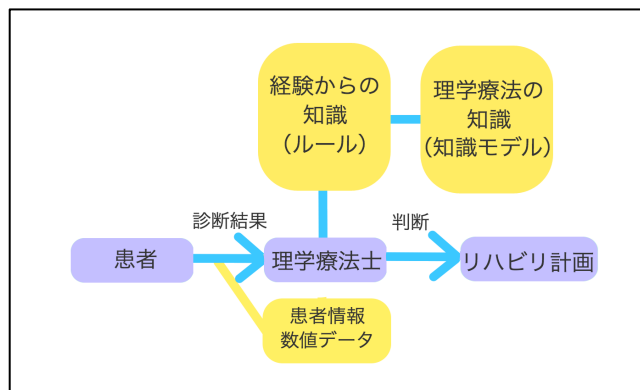 経験からの
知識
（ルール）
理学療法の
知識
（知識モデル）
診断結果
判断
患者
理学療法士
リハビリ計画
患者情報
数値データ